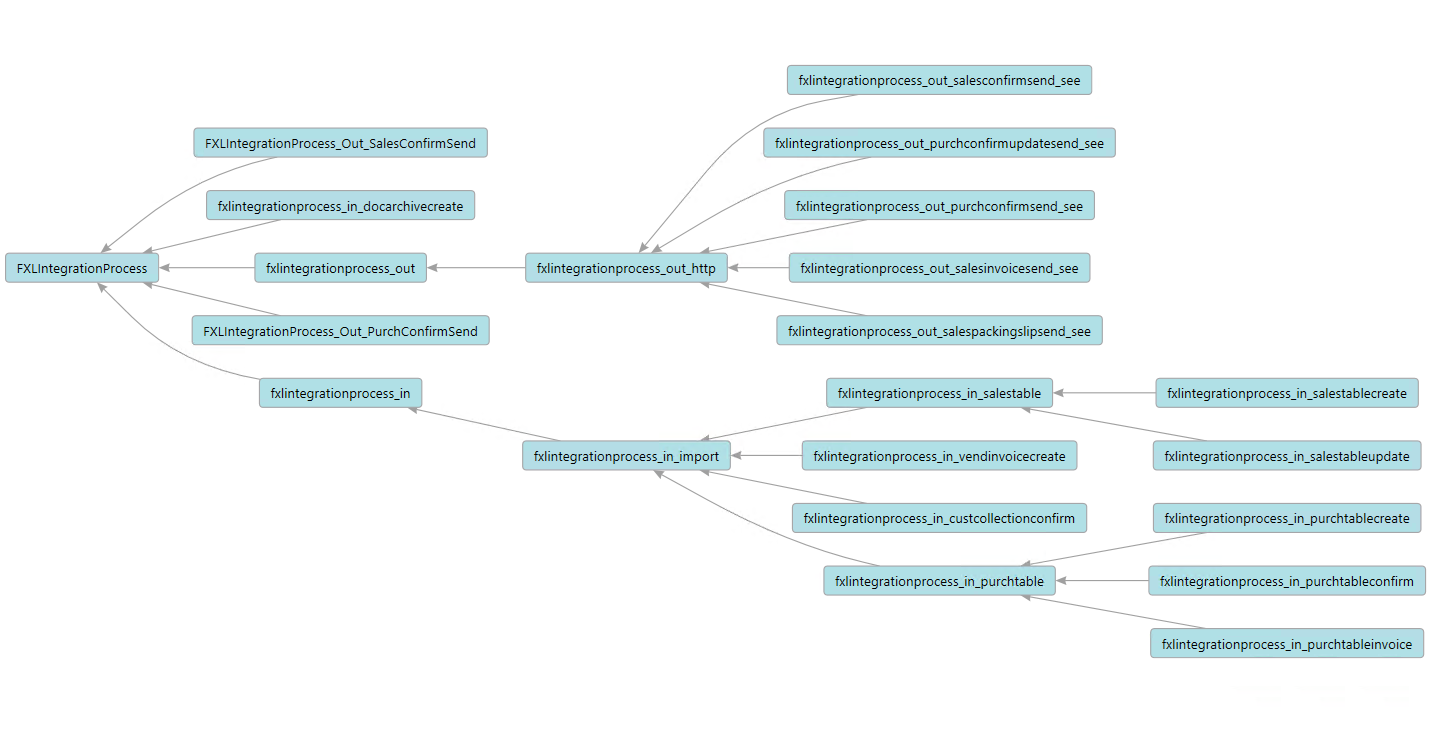 fxlintegrationprocess_out_salesconfirmsend_see
FXLIntegrationProcess_Out_SalesConfirmSend
fxlintegrationprocess_out_purchconfirmupdatesend_see
fxlintegrationprocess_in_docarchivecreate
fxlintegrationprocess_out_purchconfirmsend_see
FXLIntegrationProcess
fxlintegrationprocess_out
fxlintegrationprocess_out_http
fxlintegrationprocess_out_salesinvoicesend_see
FXLIntegrationProcess_Out_PurchConfirmSend
fxlintegrationprocess_out_salespackingslipsend_see
fxlintegrationprocess_in
fxlintegrationprocess_in_salestable
fxlintegrationprocess_in_salestablecreate
fxlintegrationprocess_in_import
fxlintegrationprocess_in_vendinvoicecreate
fxlintegrationprocess_in_salestableupdate
fxlintegrationprocess_in_custcollectionconfirm
fxlintegrationprocess_in_purchtablecreate
fxlintegrationprocess_in_purchtable
fxlintegrationprocess_in_purchtableconfirm
fxlintegrationprocess_in_purchtableinvoice